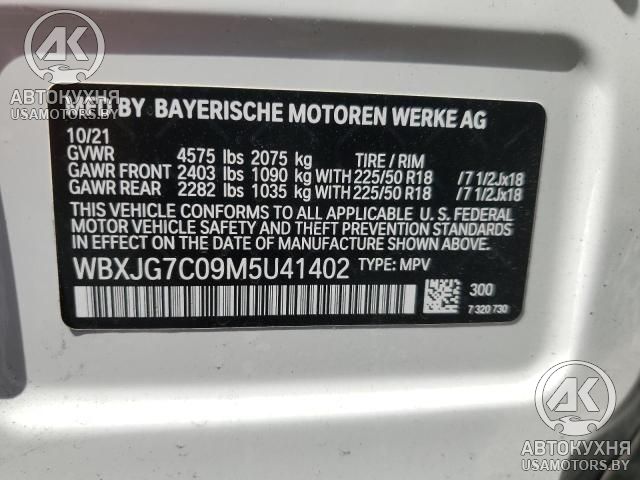 AK
АВТОКУХНЯ
USAMOTORS.BY
MFD BY BAYERISCHE MOTOREN WERKE AG
10/21
GVWR 4575 lbs 2075 kg TIRE / RIM
GAWR FRONT 2403 lbs 1090 kg WITH 225/50 R18 /7 1/2Jx18
GAWR REAR 2282 lbs 1035 kg WITH 225/50 R18 /7 1/2Jx18
THIS VEHICLE CONFORMS TO ALL APPLICABLE U. S. FEDERAL
MOTOR VEHICLE SAFETY AND THEFT PREVENTION STANDARDS IN
EFFECT ON THE DATE OF MANUFACTURE SHOWN ABOVE.
WBXJG7C09M5U41402 TYPE: MPV
300
7 320 730
AK
АВТОКУХНЯ
USAMOTORS.BY